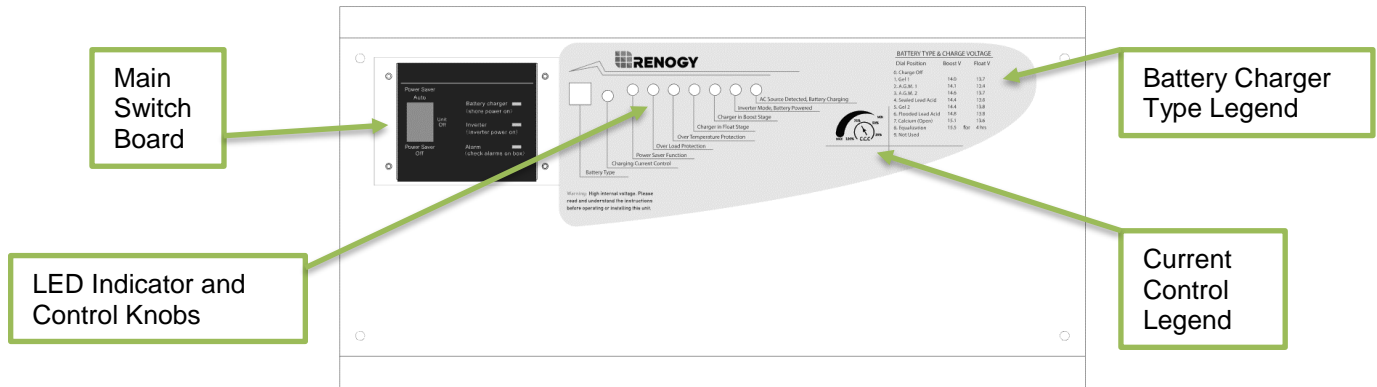 Main
Switch
Board
LED Indicator and
Control Knobs
Battery Charger
Type Legend
Current
Control
Legend
Power Saver
Auto
Unit
Off
Power Saver
Off
Battery charger
(shore power on)
Inverter
(inverter power on)
Alarm
(check alarms on box)
RENOGY
AC Source Detected, Battery Charging
Inverter Mode, Battery Powered
Charger in Boost Stage
Charger in Float Stage
Over Temperature Protection
Over Load Protection
Power Saver Function
Charging Current Control
Battery Type
Warning: High internal voltage. Please
read and understand the instructions
before operating or installing this unit.
BATTERY TYPE & CHARGE VOLTAGE
Dial Position Boost V Float V
0. Charge Off
1. Gel 1 14.0 13.7
2. A.G.M. 1 14.1 13.4
3. A.G.M. 2 14.6 13.7
4. Sealed Lead Acid 14.4 13.6
5. Gel 2 14.4 13.8
6. Flooded Lead Acid 14.9 13.8
7. Calcium (Open) 15.1 13.6
8. Equalization 15.5 for 4 Hrs
9. Not Used
C.C.C